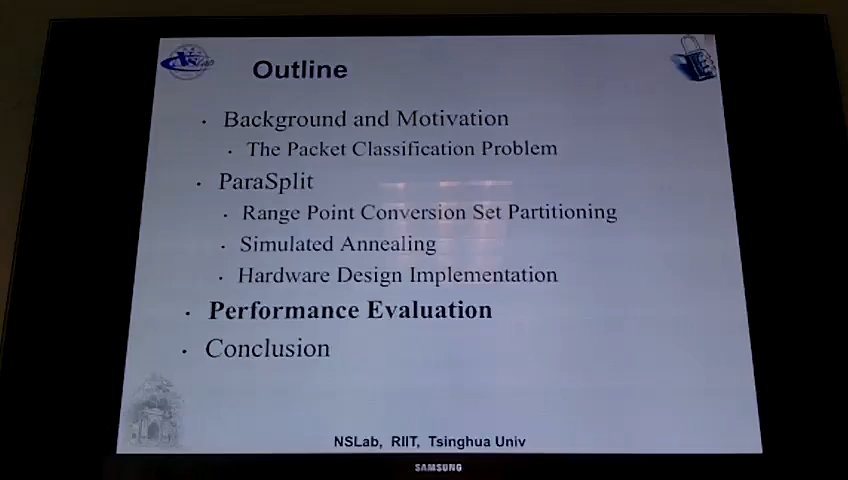 NSLab
Outline
• Background and Motivation
• The Packet Classification Problem
• ParaSplit
• Range Point Conversion Set Partitioning
• Simulated Annealing
• Hardware Design Implementation
• Performance Evaluation
• Conclusion
NSLab, RIIT, Tsinghua Univ
SAMSUNG